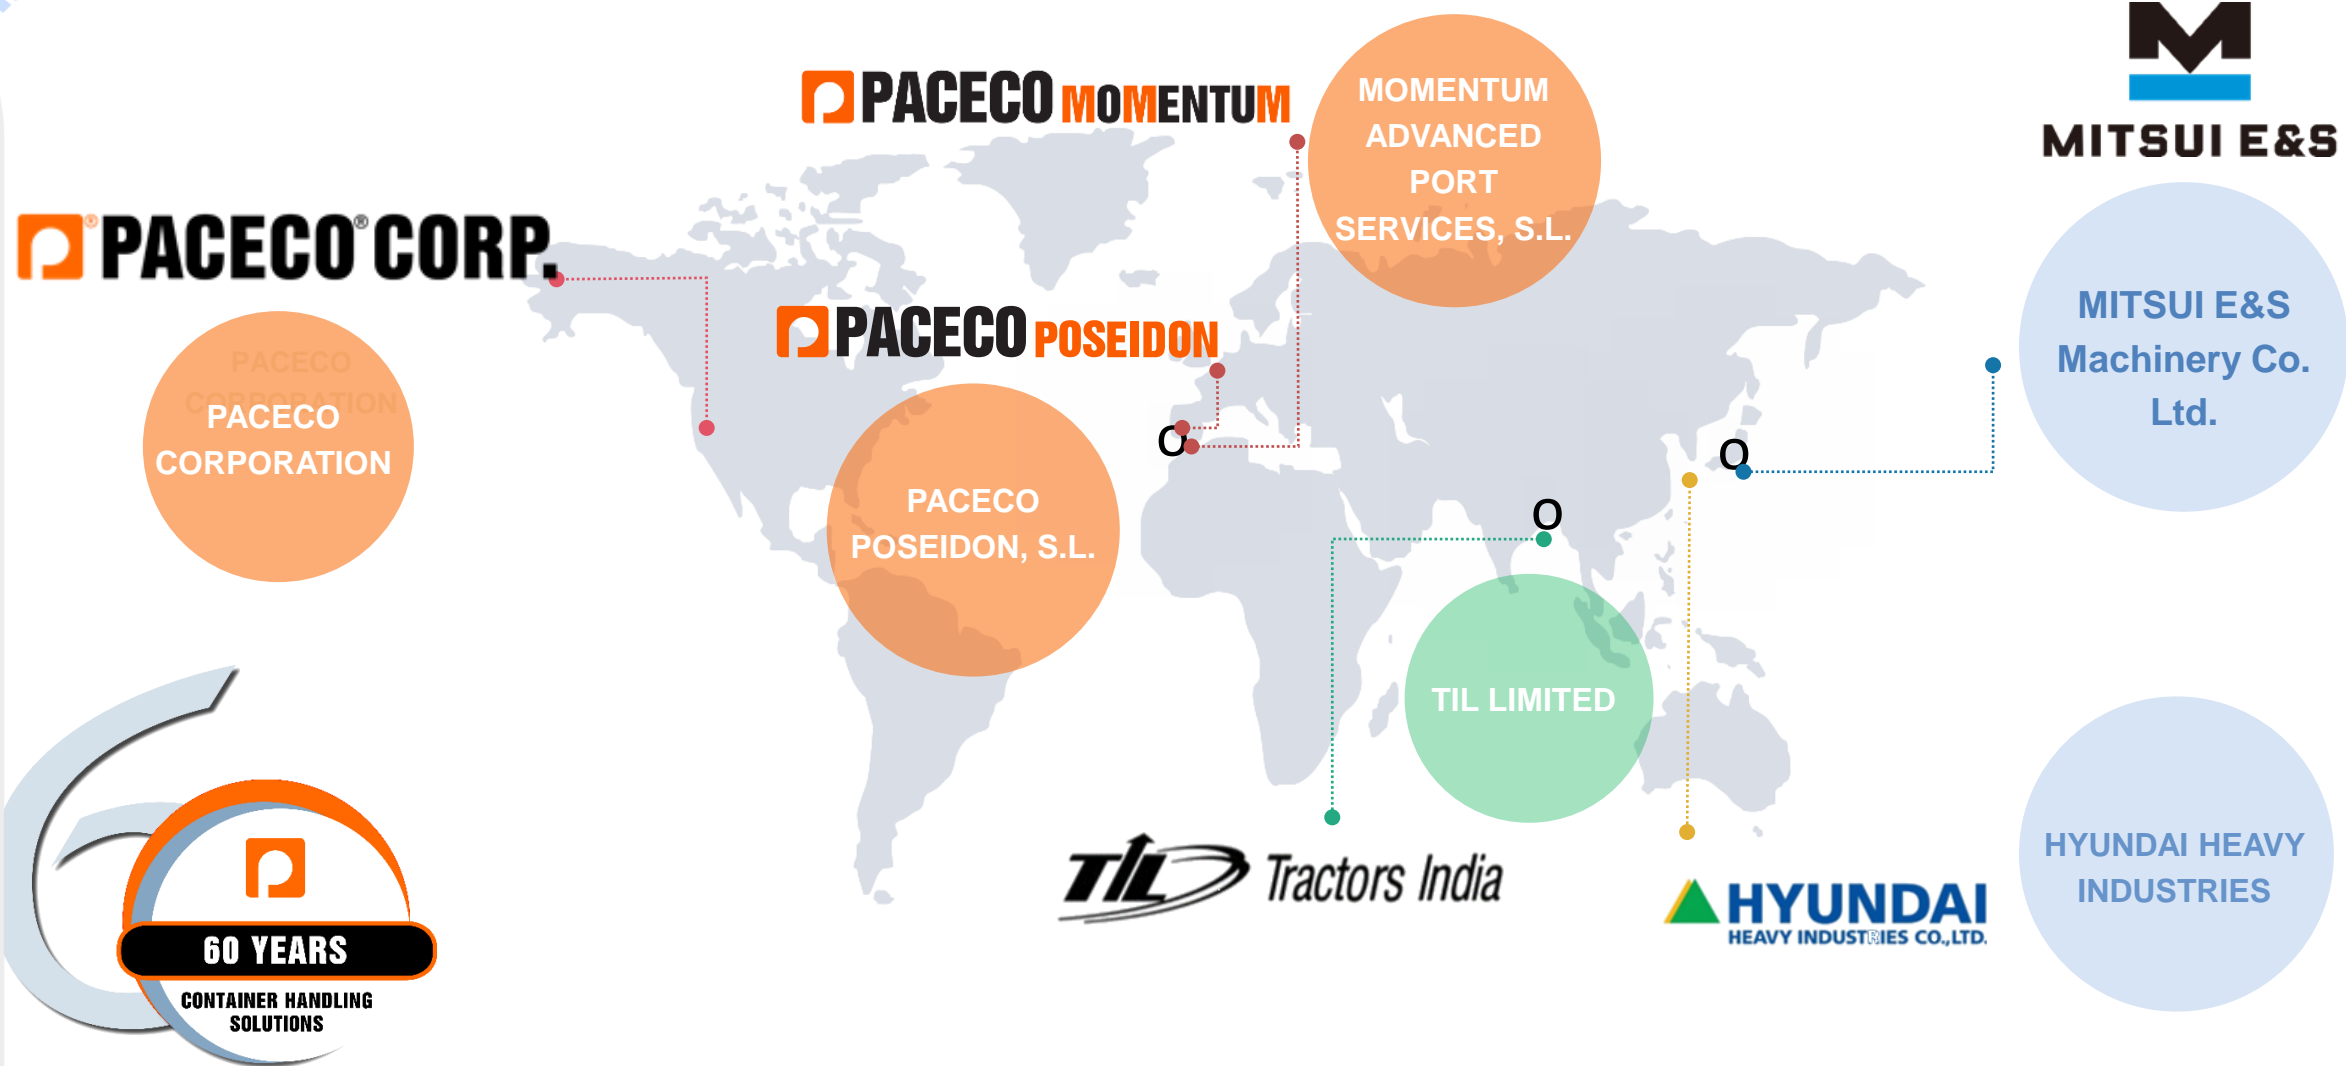 PACECO MOMENTUM
MOMENTUM
ADVANCED
PORT
SERVICES, S.L.
MITSUI E&S
PACECO® CORP.
PACECO
CORPORATION
PACECO
CORPORATION
PACECO POSEIDON
PACECO
POSEIDON, S.L.
MITSUI E&S
Machinery Co.
Ltd.
O
O
O
TIL LIMITED
TIL Tractors India
HYUNDAI
HEAVY INDUSTRIES CO.,LTD.
HYUNDAI HEAVY
INDUSTRIES
60 YEARS
CONTAINER HANDLING
SOLUTIONS